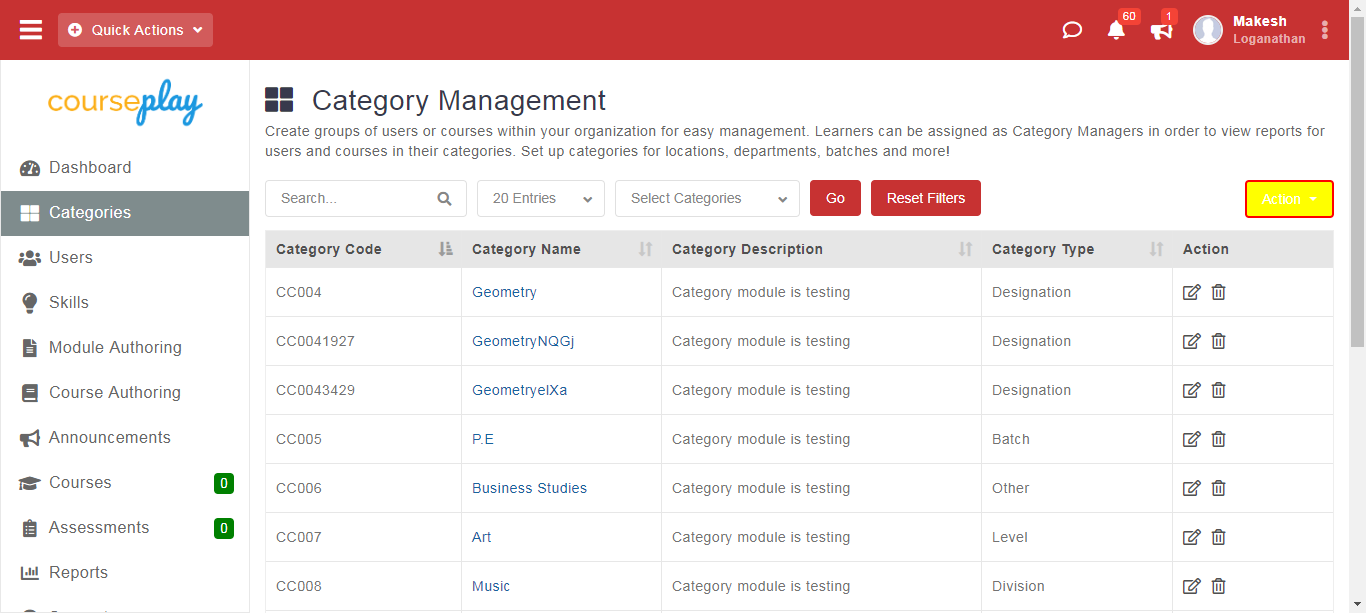 Quick Actions
60
1
Makesh
Loganathan
courseplay
Dashboard
Categories
Users
Skills
Module Authoring
Course Authoring
Announcements
Courses 0
Assessments 0
Reports
Category Management
Create groups of users or courses within your organization for easy management. Learners can be assigned as Category Managers in order to view reports for
users and courses in their categories. Set up categories for locations, departments, batches and more!
Search... 20 Entries Select Categories Go Reset Filters Action
Category Code Category Name Category Description Category Type Action
CC004 Geometry Category module is testing Designation
CC0041927 GeometryNQGj Category module is testing Designation
CC0043429 Category module is testing Designation
CC005 P.E Category module is testing Batch
CC006 Business Studies Category module is testing Other
CC007 Art Category module is testing Level
CC008 Music Category module is testing Division